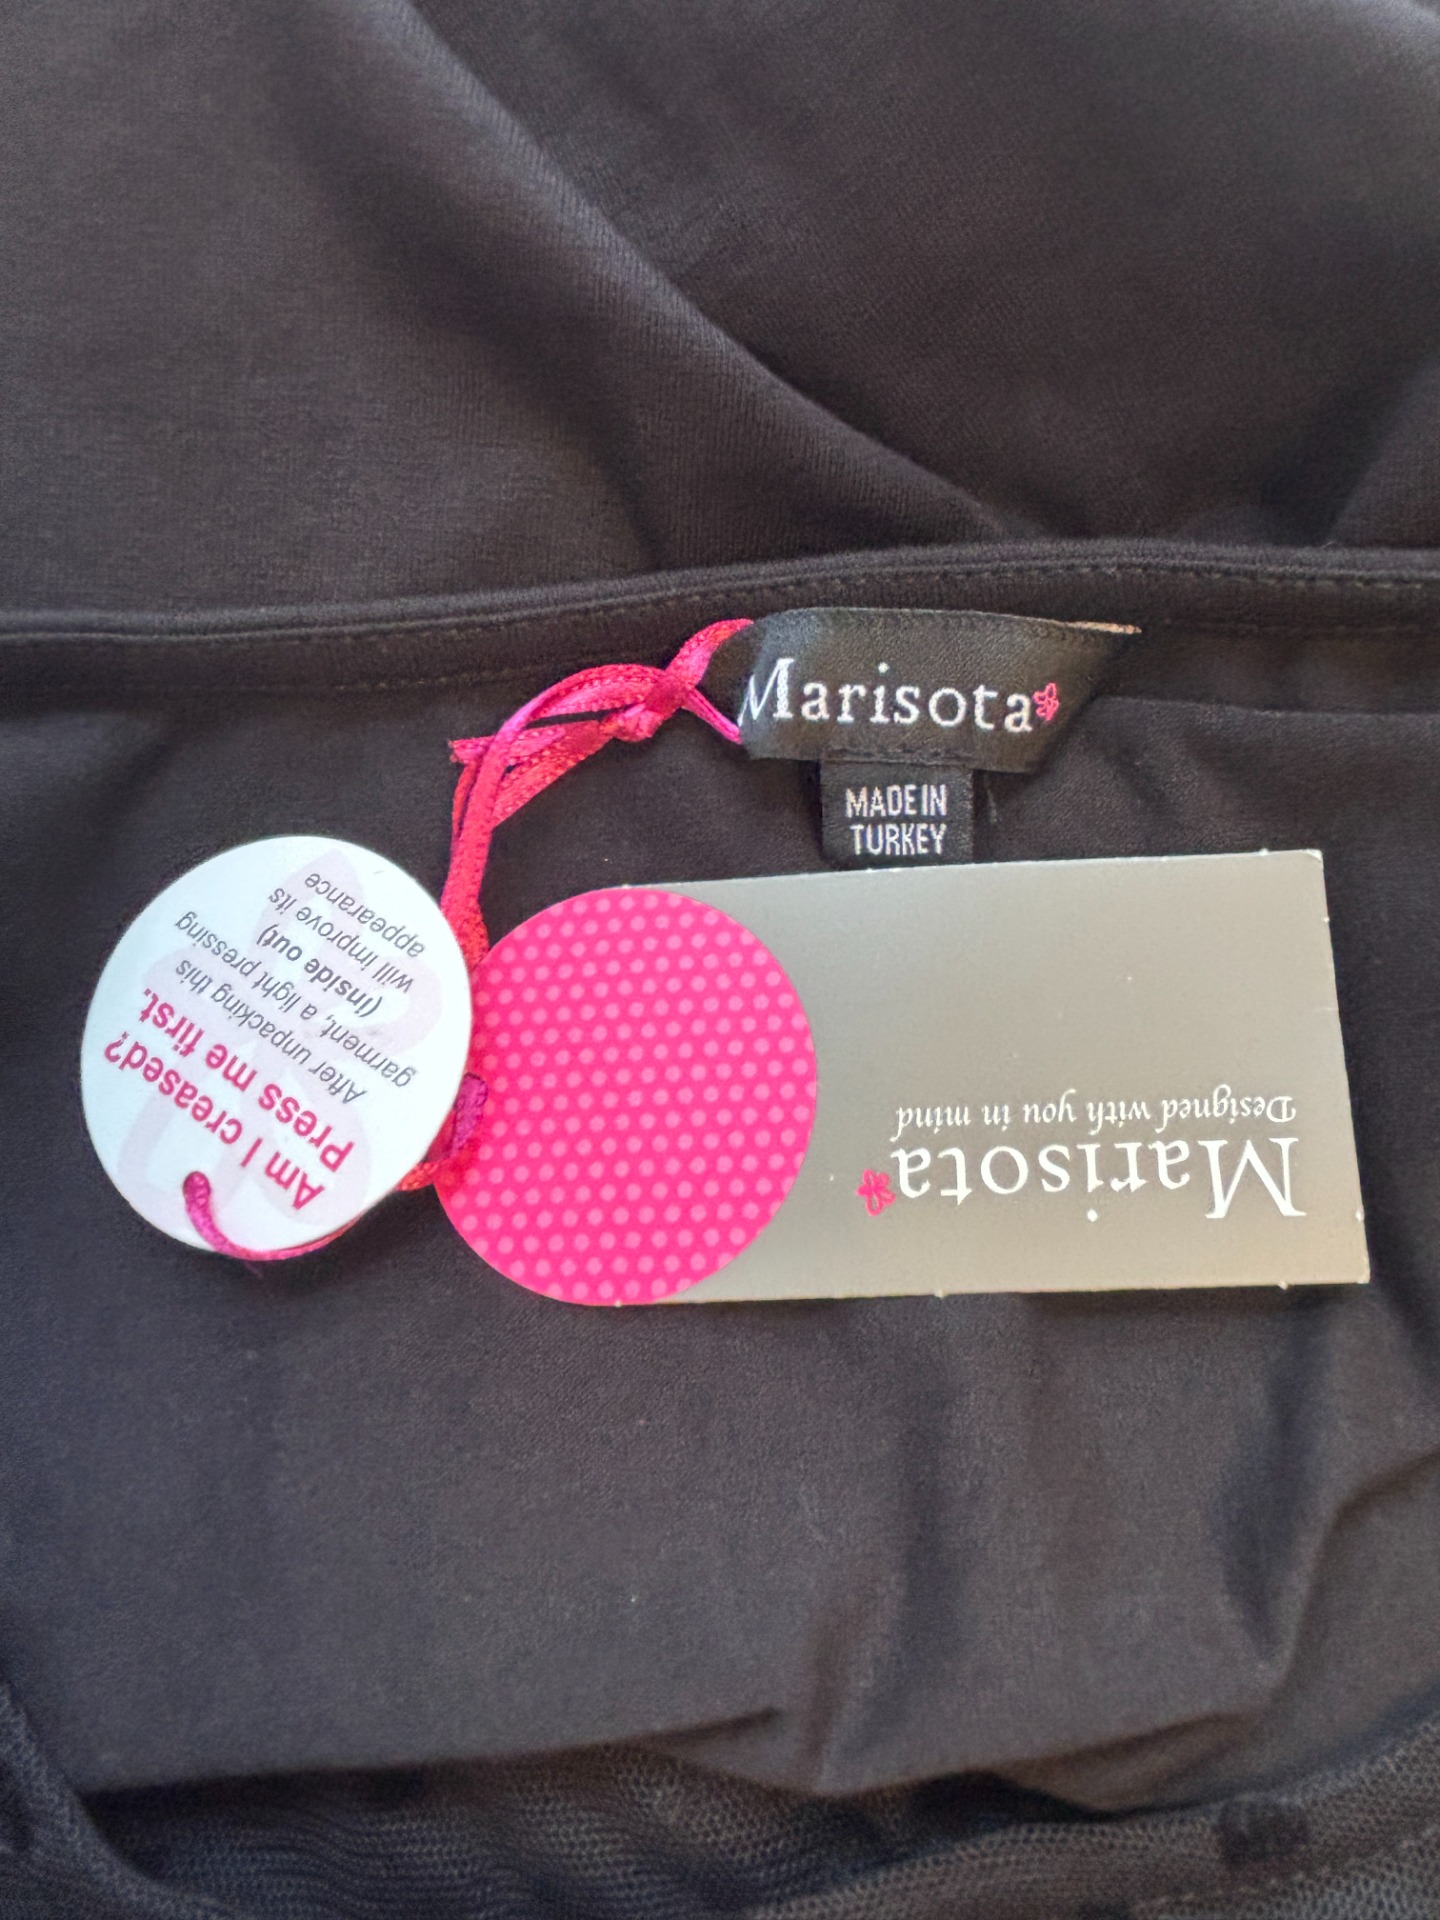 Marisota
MADE IN
TURKEY
Am I creased?
Press me first.
After unpacking this
garment, a light pressing
(inside out)
will improve its
appearance
Marisota
Designed with you in mind